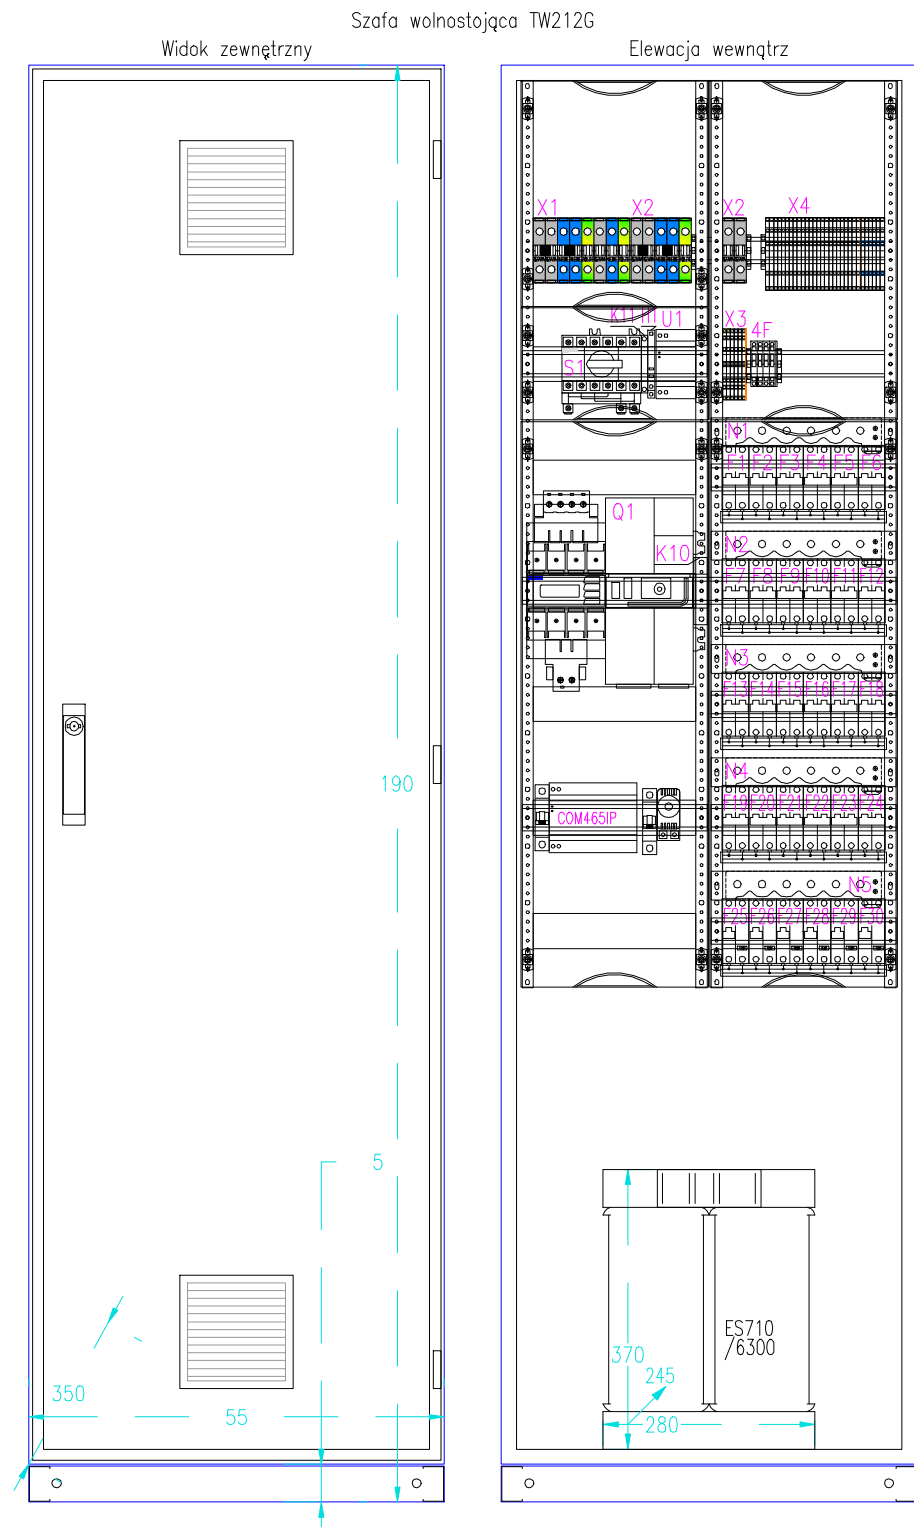 Szafa wolnostojąca TW212G
Widok zewnętrzny
Elewacja wewnątrz
X1
X2
X2
X4
U1
X3
4F
S1
N1
F1 F2 F3 F4 F5 F6
Q1
K10
N2
F7 F8 F9 F10 F11 F12
N3
F13 F14 F15 F16 F17 F18
190
N4
F19 F20 F21 F22 F23 F24
COM465IP
N5
F25 F26 F27 F28 F29 F30
5
ES710
/6300
370
245
350
55
280